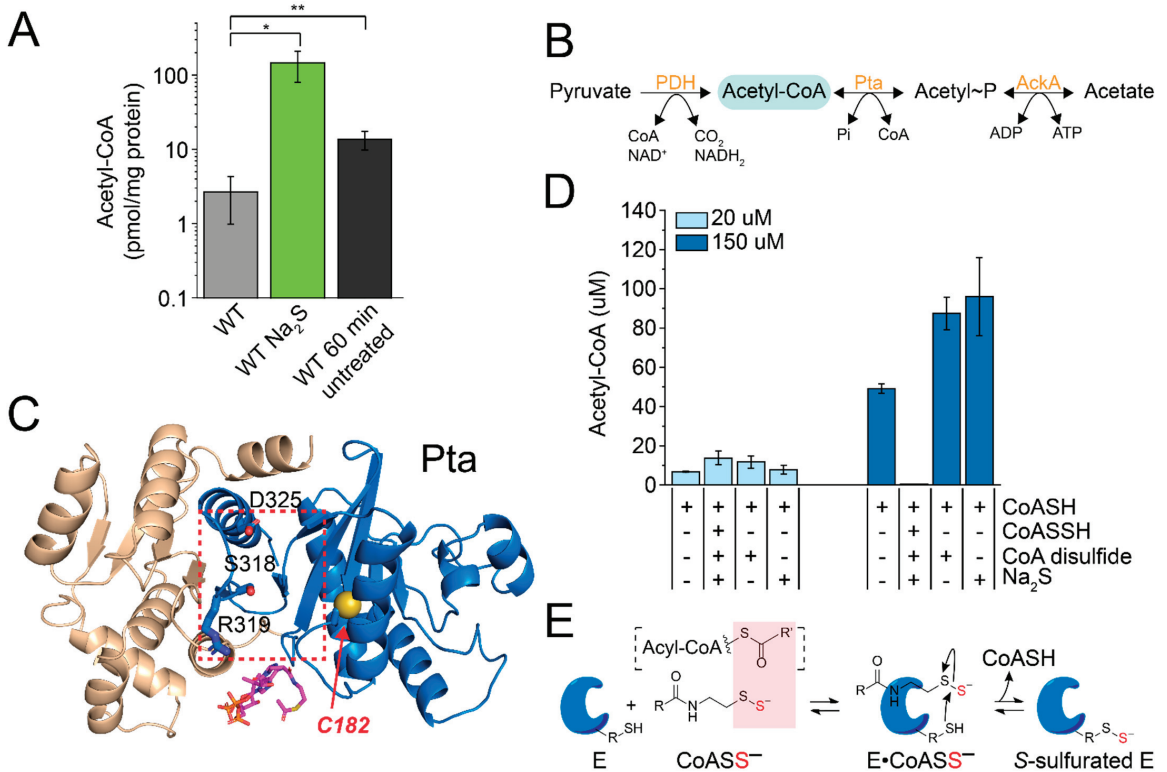 A
Acetyl-CoA
(pmol/mg protein)
100
10
1
0.1
*
**
WT
WT Na₂S
WT 60 min
untreated
B
Pyruvate
PDH
Acetyl-CoA
Pta
Acetyl~P
AckA
Acetate
CoA
NAD⁺
CO₂
NADH₂
Pi
CoA
ADP
ATP
C
Pta
D325
S318
R319
C182
D
Acetyl-CoA (uM)
140
120
100
80
60
40
20
0
20 uM
150 uM
+ + + + + + + + CoASH
- + - - - + - - CoASSH
- + + - - + + - CoA disulfide
- + - + - + - + Na₂S
E
Acyl-CoA S R' O
E + R O N H S S⁻
R-SH
CoASS⁻
R O N H S S⁻
R SH
E•CoASS⁻
CoASH
R-S S⁻
S-sulfurated E